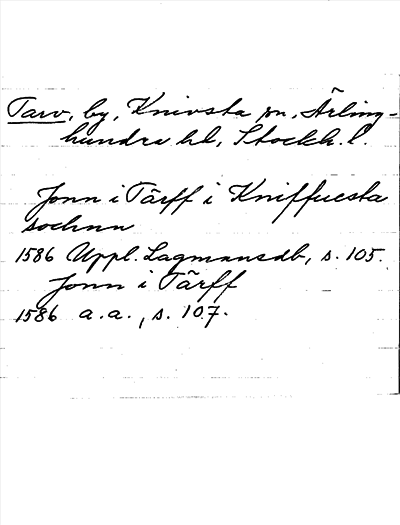 Tarv, by, Knivsta sn, Ärling-
hundra hd, Stockh. l.
Jonn i Tärff i Kniffuesta
sochnn
1586 Uppl. Lagmansdb, s. 105.
Jonn i Tärff
1586 a.a., s. 107.